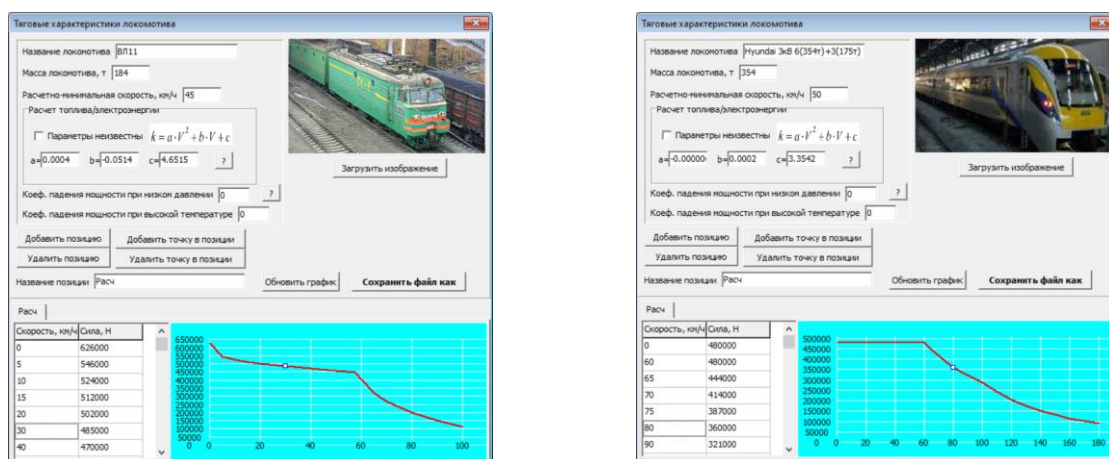 Тяговые характеристики локомотива
Название локомотива ВЛ11
Масса локомотива, т 184
Расчетно-минимальная скорость, км/ч 45
Расчет топлива/электроэнергии
Параметры неизвестны k = a·V² + b·V + c
a= 0.0004 b= -0.0514 c= 4.6515 ?
Загрузить изображение
Коеф. падения мощности при низком давлении 0 ?
Коеф. падения мощности при высокой температуре 0
Добавить позицию Добавить точку в позиции
Удалить позицию Удалить точку в позиции
Название позиции Расч Обновить график Сохранить файл как
Расч
Скорость, км/ч Сила, Н
0 626000
5 546000
10 524000
15 512000
20 502000
30 485000
40 470000
650000
600000
550000
500000
450000
400000
350000
300000
250000
200000
150000
100000
50000
0 0 20 40 60 80 100
Тяговые характеристики локомотива
Название локомотива Hyundai 3кВ 6(354т)+3(175т)
Масса локомотива, т 354
Расчетно-минимальная скорость, км/ч 50
Расчет топлива/электроэнергии
Параметры неизвестны k = a·V² + b·V + c
a= -0.00000 b= 0.0002 c= 3.3542 ?
Загрузить изображение
Коеф. падения мощности при низком давлении 0 ?
Коеф. падения мощности при высокой температуре 0
Добавить позицию Добавить точку в позиции
Удалить позицию Удалить точку в позиции
Название позиции Расч Обновить график Сохранить файл как
Расч
Скорость, км/ч Сила, Н
0 480000
60 480000
65 444000
70 414000
75 387000
80 360000
90 321000
500000
450000
400000
350000
300000
250000
200000
150000
100000
50000
0 0 20 40 60 80 100 120 140 160 180